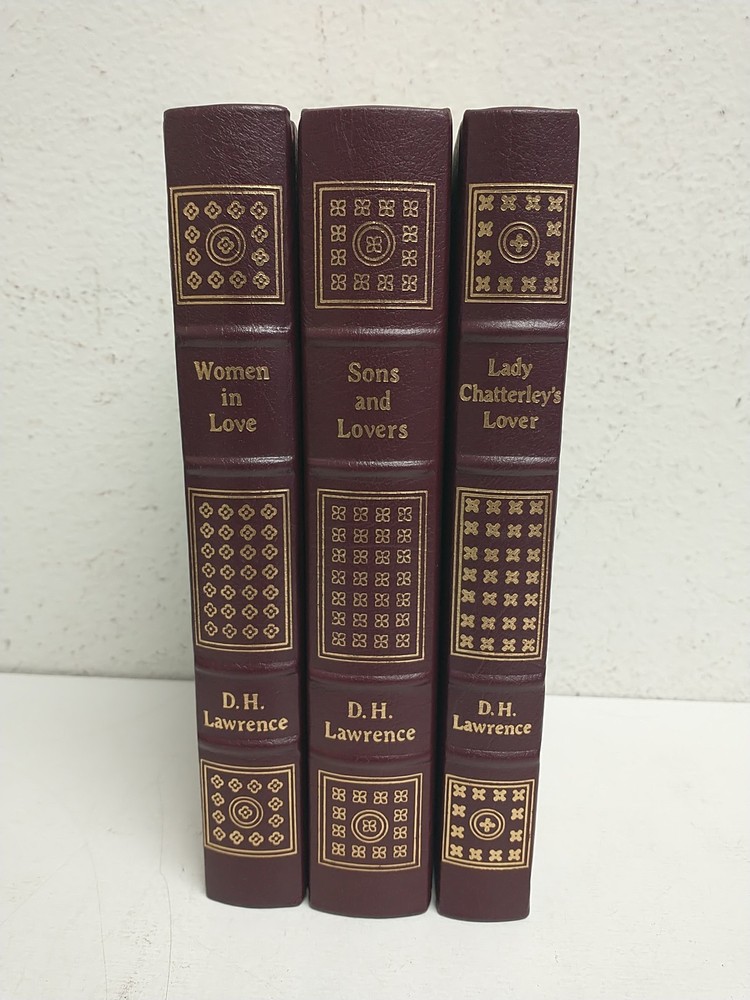 Women
in
Love
D.H.
Lawrence
Sons
and
Lovers
D.H.
Lawrence
Lady
Chatterley's
Lover
D.H.
Lawrence